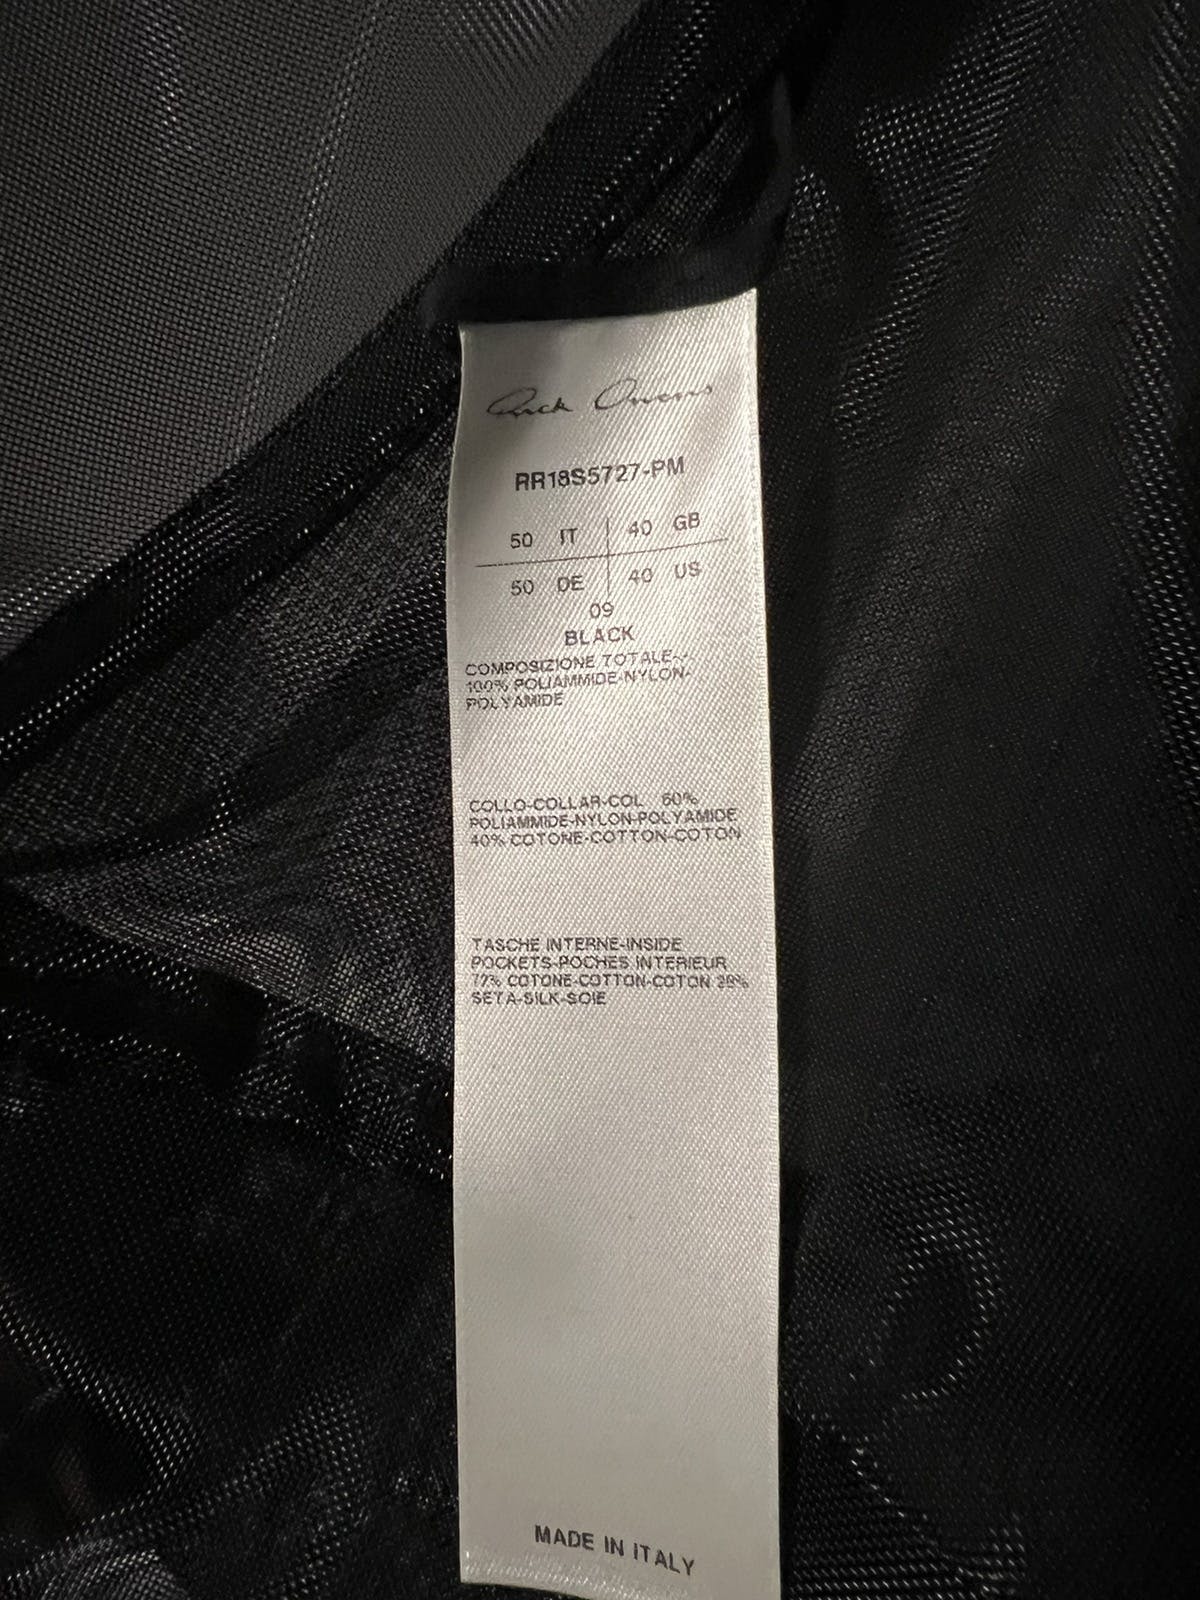 Rick Owens
RR18S5727-PM
50 IT 40 GB
50 DE 40 US
09
BLACK
COMPOSIZIONE TOTALE-
100% POLIAMMIDE-NYLON-
POLYAMIDE
COLLO-COLLAR-COL 60%
POLIAMMIDE-NYLON-POLYAMIDE
40% COTONE-COTTON-COTON
TASCHE INTERNE-INSIDE
POCKETS-POCHES INTERIEUR
COTONE-COTTON-COTON
SETA-SILK-SOIE
MADE IN ITALY